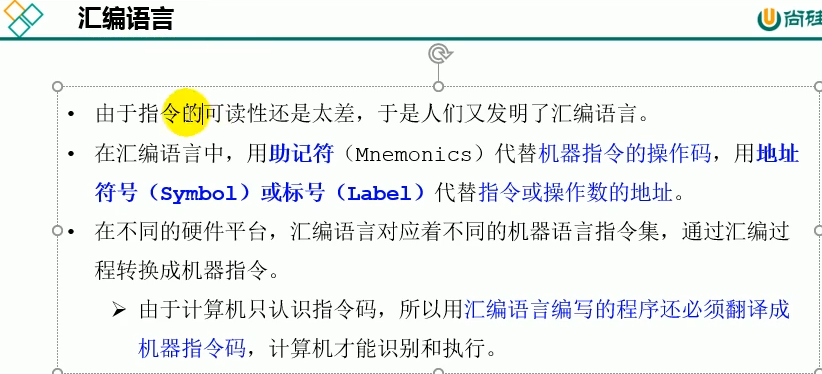 汇编语言
尚硅
• 由于指令的可读性还是太差，于是人们又发明了汇编语言。
• 在汇编语言中，用助记符（Mnemonics）代替机器指令的操作码，用地址
符号（Symbol）或标号（Label）代替指令或操作数的地址。
• 在不同的硬件平台，汇编语言对应着不同的机器语言指令集，通过汇编过
程转换成机器指令。
➢ 由于计算机只认识指令码，所以用汇编语言编写的程序还必须翻译成
机器指令码，计算机才能识别和执行。